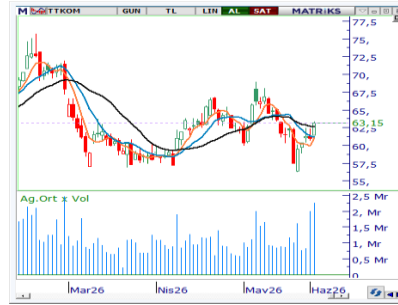 M TTKOM GUN TL LIN AL SAT MATRiKS
77,5
75,
72,5
70,
67,5
65,
63,15
62,5
60,
57,5
55,
Ag.Ort x Vol
2,5 Mr
2, Mr
1,5 Mr
1, Mr
0,5 Mr
0
Mar26 Nis26 May26 Haz26